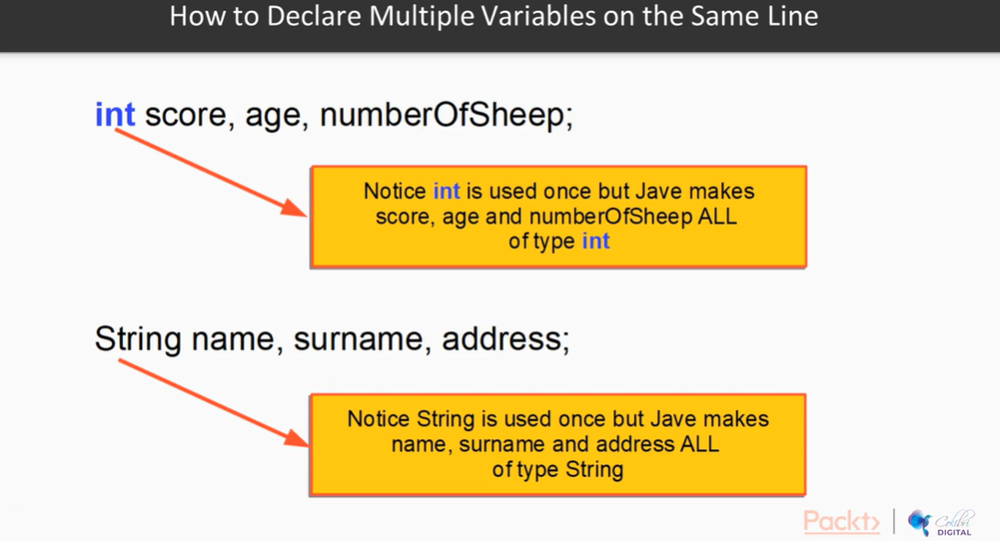 How to Declare Multiple Variables on the Same Line
int score, age, numberOfSheep;
Notice int is used once but Jave makes
score, age and numberOfSheep ALL
of type int
String name, surname, address;
Notice String is used once but Jave makes
name, surname and address ALL
of type String
Packt>
Colibri
DIGITAL